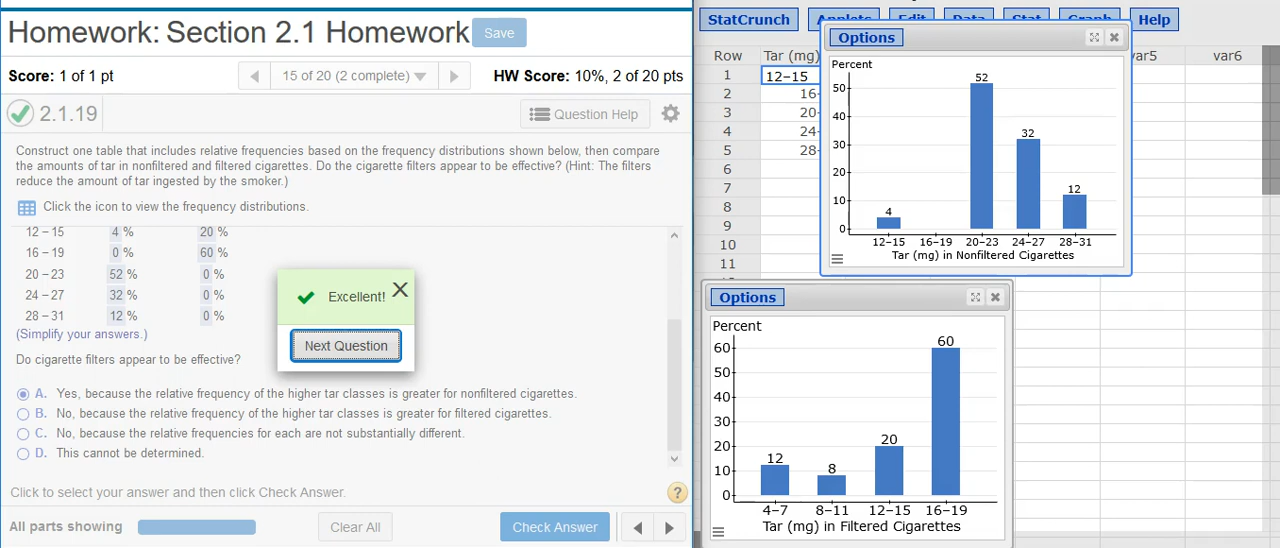 Homework: Section 2.1 Homework
Save
Score: 1 of 1 pt
15 of 20 (2 complete)
HW Score: 10%, 2 of 20 pts
2.1.19
Question Help
Construct one table that includes relative frequencies based on the frequency distributions shown below, then compare
the amounts of tar in nonfiltered and filtered cigarettes. Do the cigarette filters appear to be effective? (Hint: The filters
reduce the amount of tar ingested by the smoker.)
Click the icon to view the frequency distributions.
12 – 15 4 % 20 %
16 – 19 0 % 60 %
20 – 23 52 % 0 %
24 – 27 32 % 0 %
28 – 31 12 % 0 %
(Simplify your answers.)
Excellent!
Next Question
Do cigarette filters appear to be effective?
A. Yes, because the relative frequency of the higher tar classes is greater for nonfiltered cigarettes.
B. No, because the relative frequency of the higher tar classes is greater for filtered cigarettes.
C. No, because the relative frequencies for each are not substantially different.
D. This cannot be determined.
Click to select your answer and then click Check Answer.
?
All parts showing
Clear All
Check Answer
StatCrunch Applets Edit Data Stat Graph Help
Row Tar (mg) var5 var6
1 12–15
2 16-
3 20-
4 24-
5 28-
6
7
8
9
10
11
Options
Percent
50
40
30
20
10
0
4
52
32
12
12–15 16–19 20–23 24–27 28–31
Tar (mg) in Nonfiltered Cigarettes
Options
Percent
60
50
40
30
20
10
0
12
8
20
60
4–7 8–11 12–15 16–19
Tar (mg) in Filtered Cigarettes